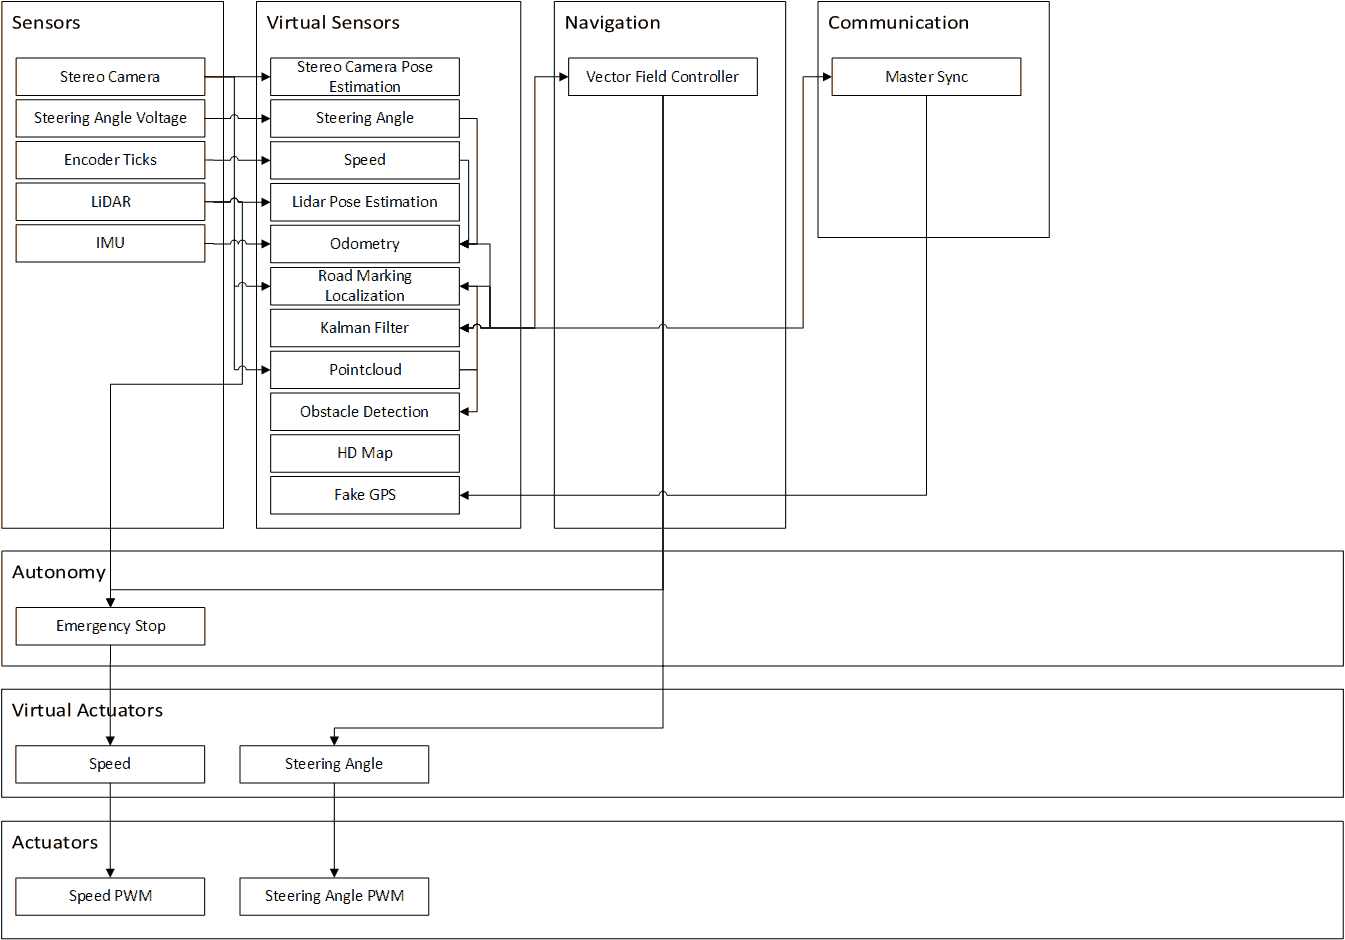 Sensors
Stereo Camera
Steering Angle Voltage
Encoder Ticks
LiDAR
IMU
Virtual Sensors
Stereo Camera Pose
Estimation
Steering Angle
Speed
Lidar Pose Estimation
Odometry
Road Marking
Localization
Kalman Filter
Pointcloud
Obstacle Detection
HD Map
Fake GPS
Navigation
Vector Field Controller
Communication
Master Sync
Autonomy
Emergency Stop
Virtual Actuators
Speed
Steering Angle
Actuators
Speed PWM
Steering Angle PWM